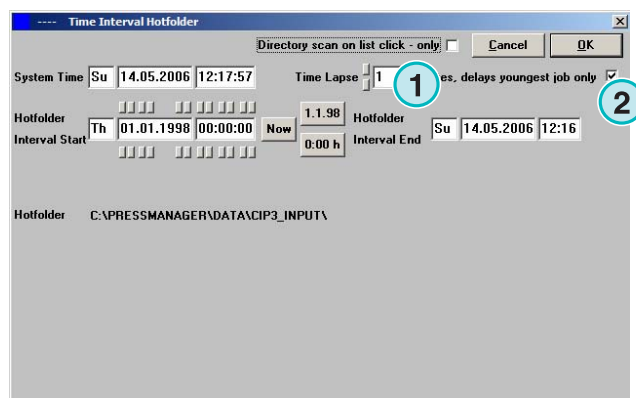 ---- Time Interval Hotfolder
Directory scan on list click - only Cancel OK
System Time Su 14.05.2006 12:17:57 Time Lapse 1 es, delays youngest job only
1 2
Hotfolder Interval Start Th 01.01.1998 00:00:00 Now 1.1.98 0:00 h Hotfolder Interval End Su 14.05.2006 12:16
Hotfolder C:\PRESSMANAGER\DATA\CIP3_INPUT\